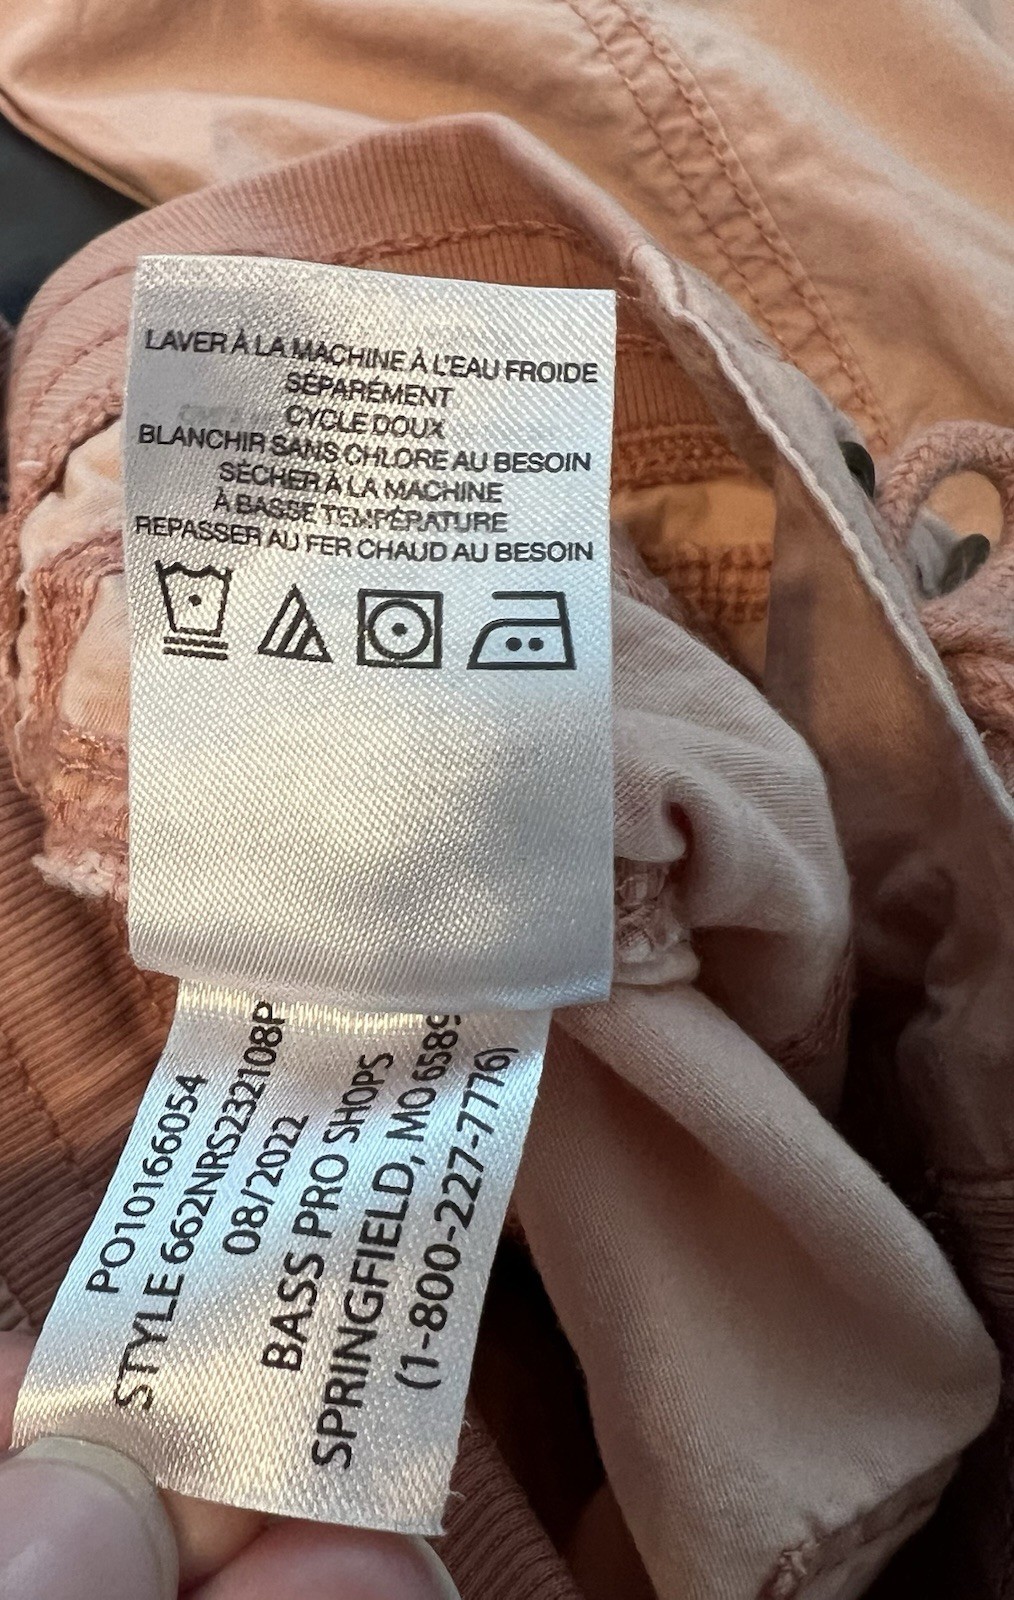 LAVER À LA MACHINE À L'EAU FROIDE
SÉPARÉMENT
CYCLE DOUX
BLANCHIR SANS CHLORE AU BESOIN
SÉCHER À LA MACHINE
À BASSE TEMPÉRATURE
REPASSER AU FER CHAUD AU BESOIN
PO10166054
STYLE 662NRS232108P
08/2022
BASS PRO SHOPS
SPRINGFIELD, MO 6589
(1-800-227-7776)